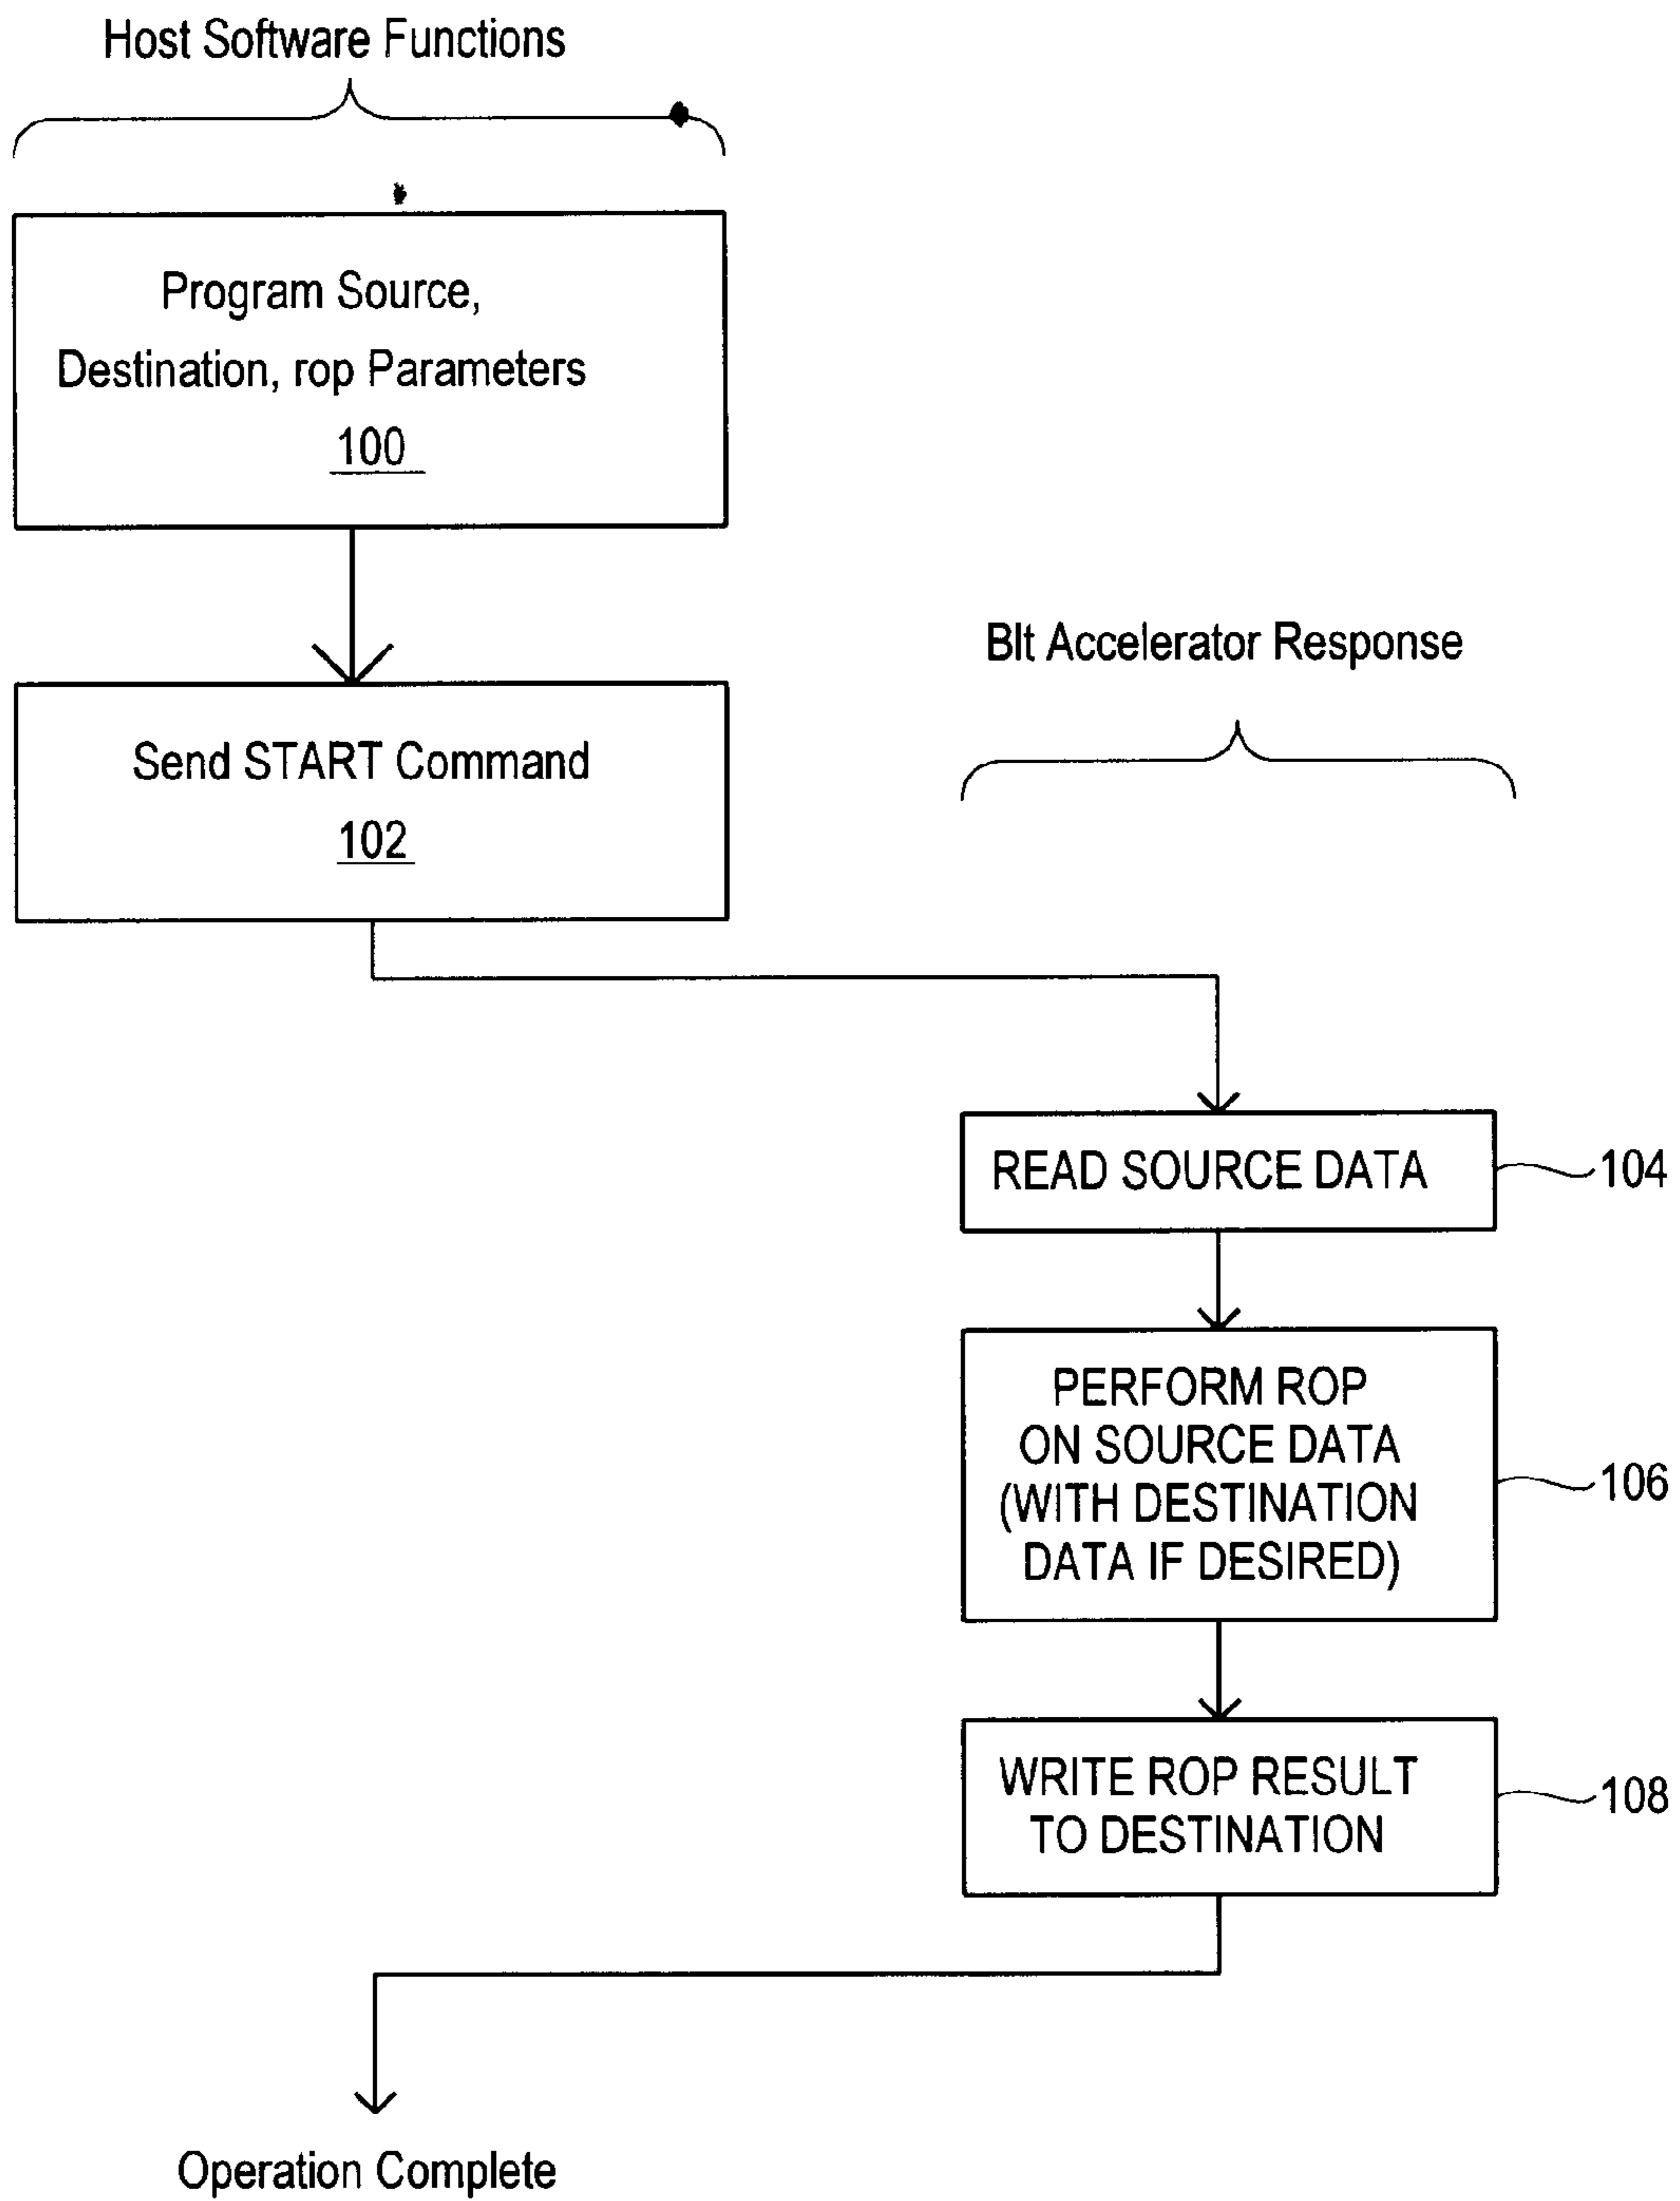 Host Software Functions
Program Source,
Destination, rop Parameters
100
Send START Command
102
Blt Accelerator Response
READ SOURCE DATA
104
PERFORM ROP
ON SOURCE DATA
(WITH DESTINATION
DATA IF DESIRED)
106
WRITE ROP RESULT
TO DESTINATION
108
Operation Complete